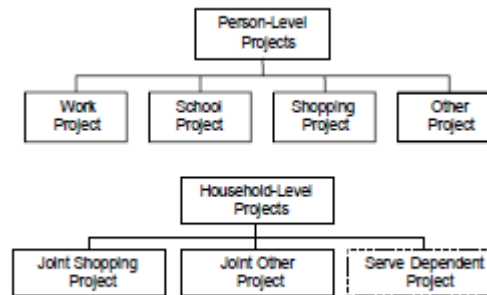 Person-Level
Projects
Work
Project
School
Project
Shopping
Project
Other
Project
Household-Level
Projects
Joint Shopping
Project
Joint Other
Project
Serve Dependent
Project